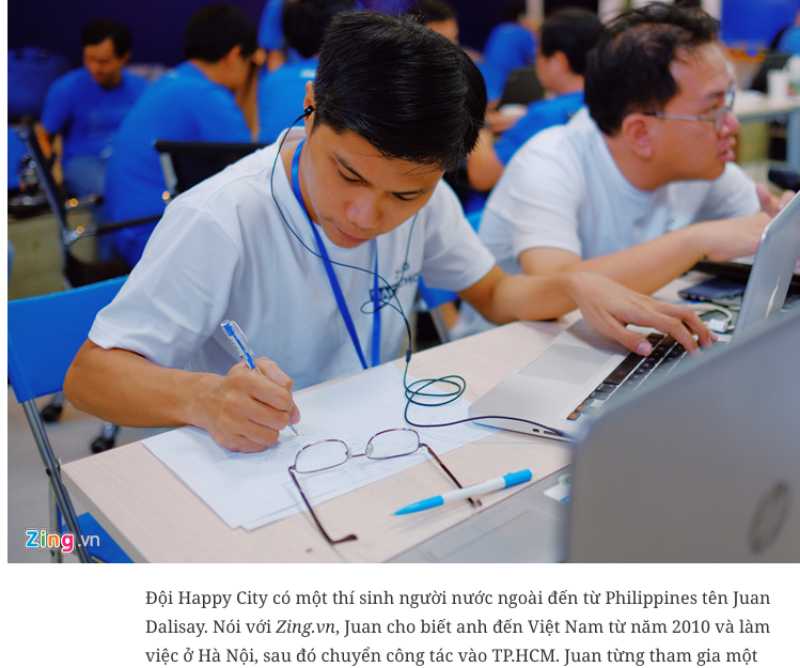 Zing.vn
Đội Happy City có một thí sinh người nước ngoài đến từ Philippines tên Juan
Dalisay. Nói với Zing.vn, Juan cho biết anh đến Việt Nam từ năm 2010 và làm
việc ở Hà Nội, sau đó chuyển công tác vào TP.HCM. Juan từng tham gia một